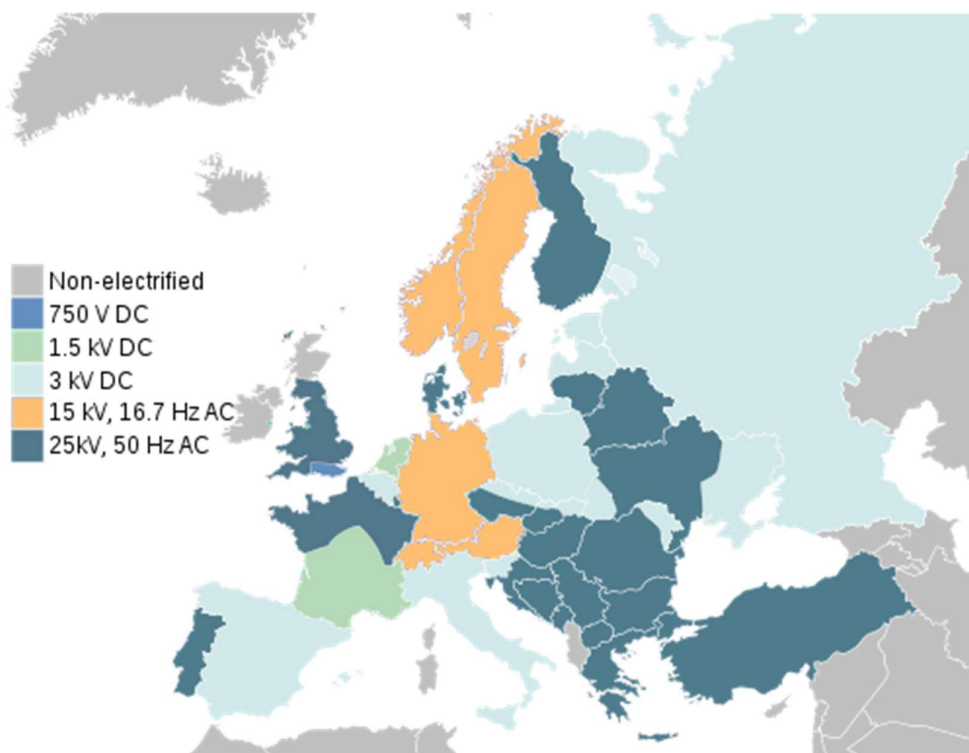 Non-electrified
750 V DC
1.5 kV DC
3 kV DC
15 kV, 16.7 Hz AC
25kV, 50 Hz AC